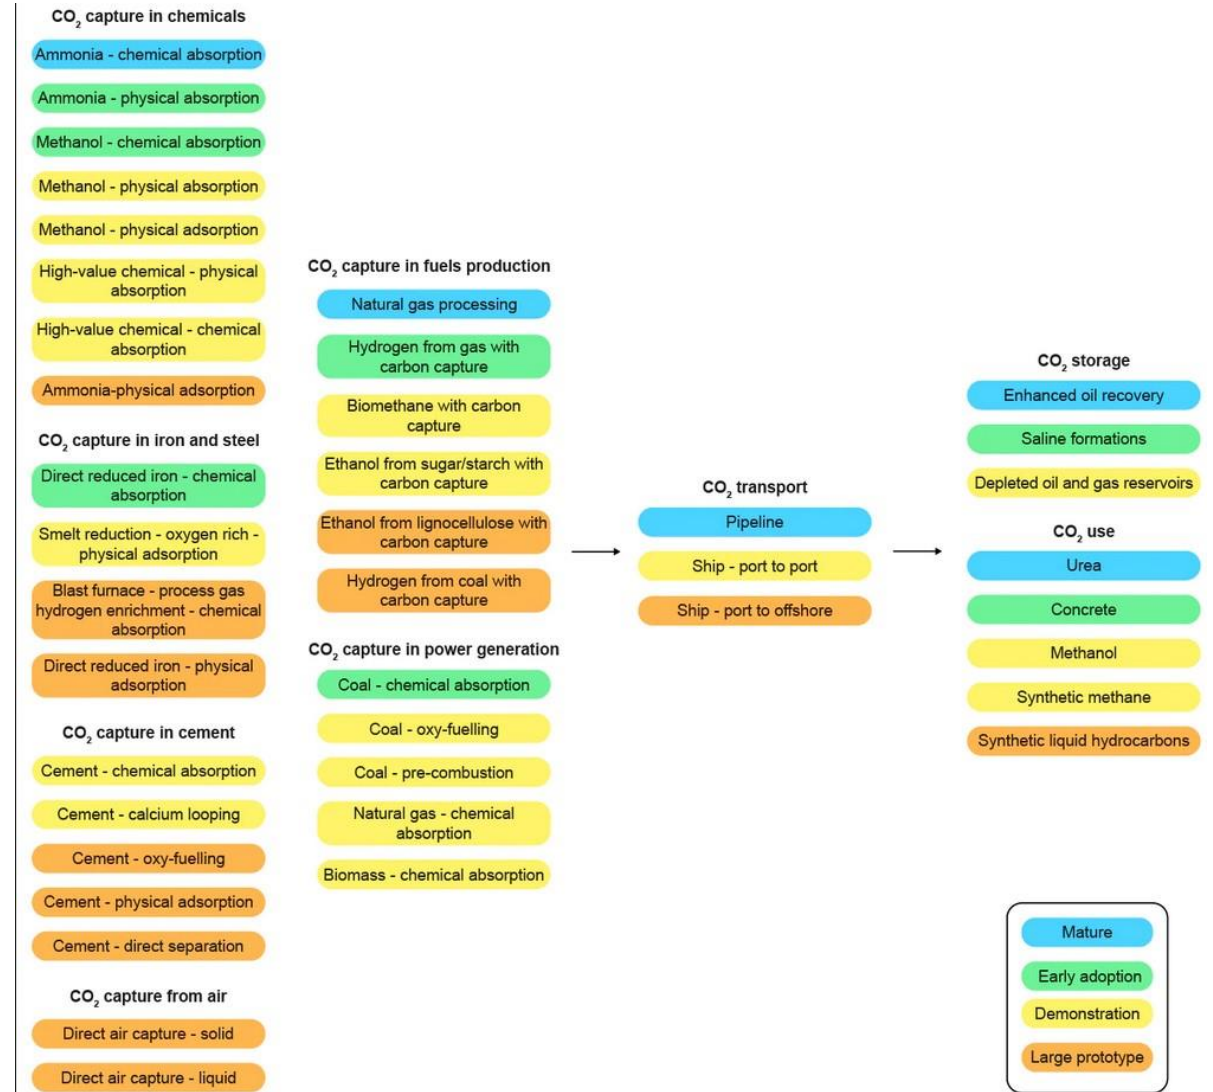 CO₂ capture in chemicals
Ammonia - chemical absorption
Ammonia - physical absorption
Methanol - chemical absorption
Methanol - physical absorption
Methanol - physical adsorption
High-value chemical - physical
absorption
High-value chemical - chemical
absorption
Ammonia-physical adsorption
CO₂ capture in iron and steel
Direct reduced iron - chemical
absorption
Smelt reduction - oxygen rich -
physical adsorption
Blast furnace - process gas
hydrogen enrichment - chemical
absorption
Direct reduced iron - physical
adsorption
CO₂ capture in cement
Cement - chemical absorption
Cement - calcium looping
Cement - oxy-fuelling
Cement - physical adsorption
Cement - direct separation
CO₂ capture from air
Direct air capture - solid
Direct air capture - liquid
CO₂ capture in fuels production
Natural gas processing
Hydrogen from gas with
carbon capture
Biomethane with carbon
capture
Ethanol from sugar/starch with
carbon capture
Ethanol from lignocellulose with
carbon capture
Hydrogen from coal with
carbon capture
CO₂ capture in power generation
Coal - chemical absorption
Coal - oxy-fuelling
Coal - pre-combustion
Natural gas - chemical
absorption
Biomass - chemical absorption
CO₂ transport
Pipeline
Ship - port to port
Ship - port to offshore
CO₂ storage
Enhanced oil recovery
Saline formations
Depleted oil and gas reservoirs
CO₂ use
Urea
Concrete
Methanol
Synthetic methane
Synthetic liquid hydrocarbons
Mature
Early adoption
Demonstration
Large prototype